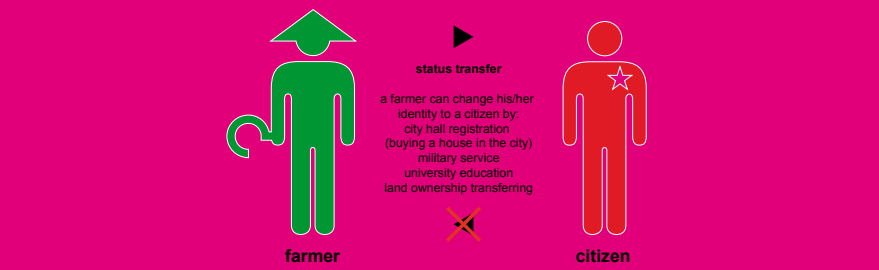 status transfer
a farmer can change his/her
identity to a citizen by:
city hall registration
(buying a house in the city)
military service
university education
land ownership transferring
farmer
citizen